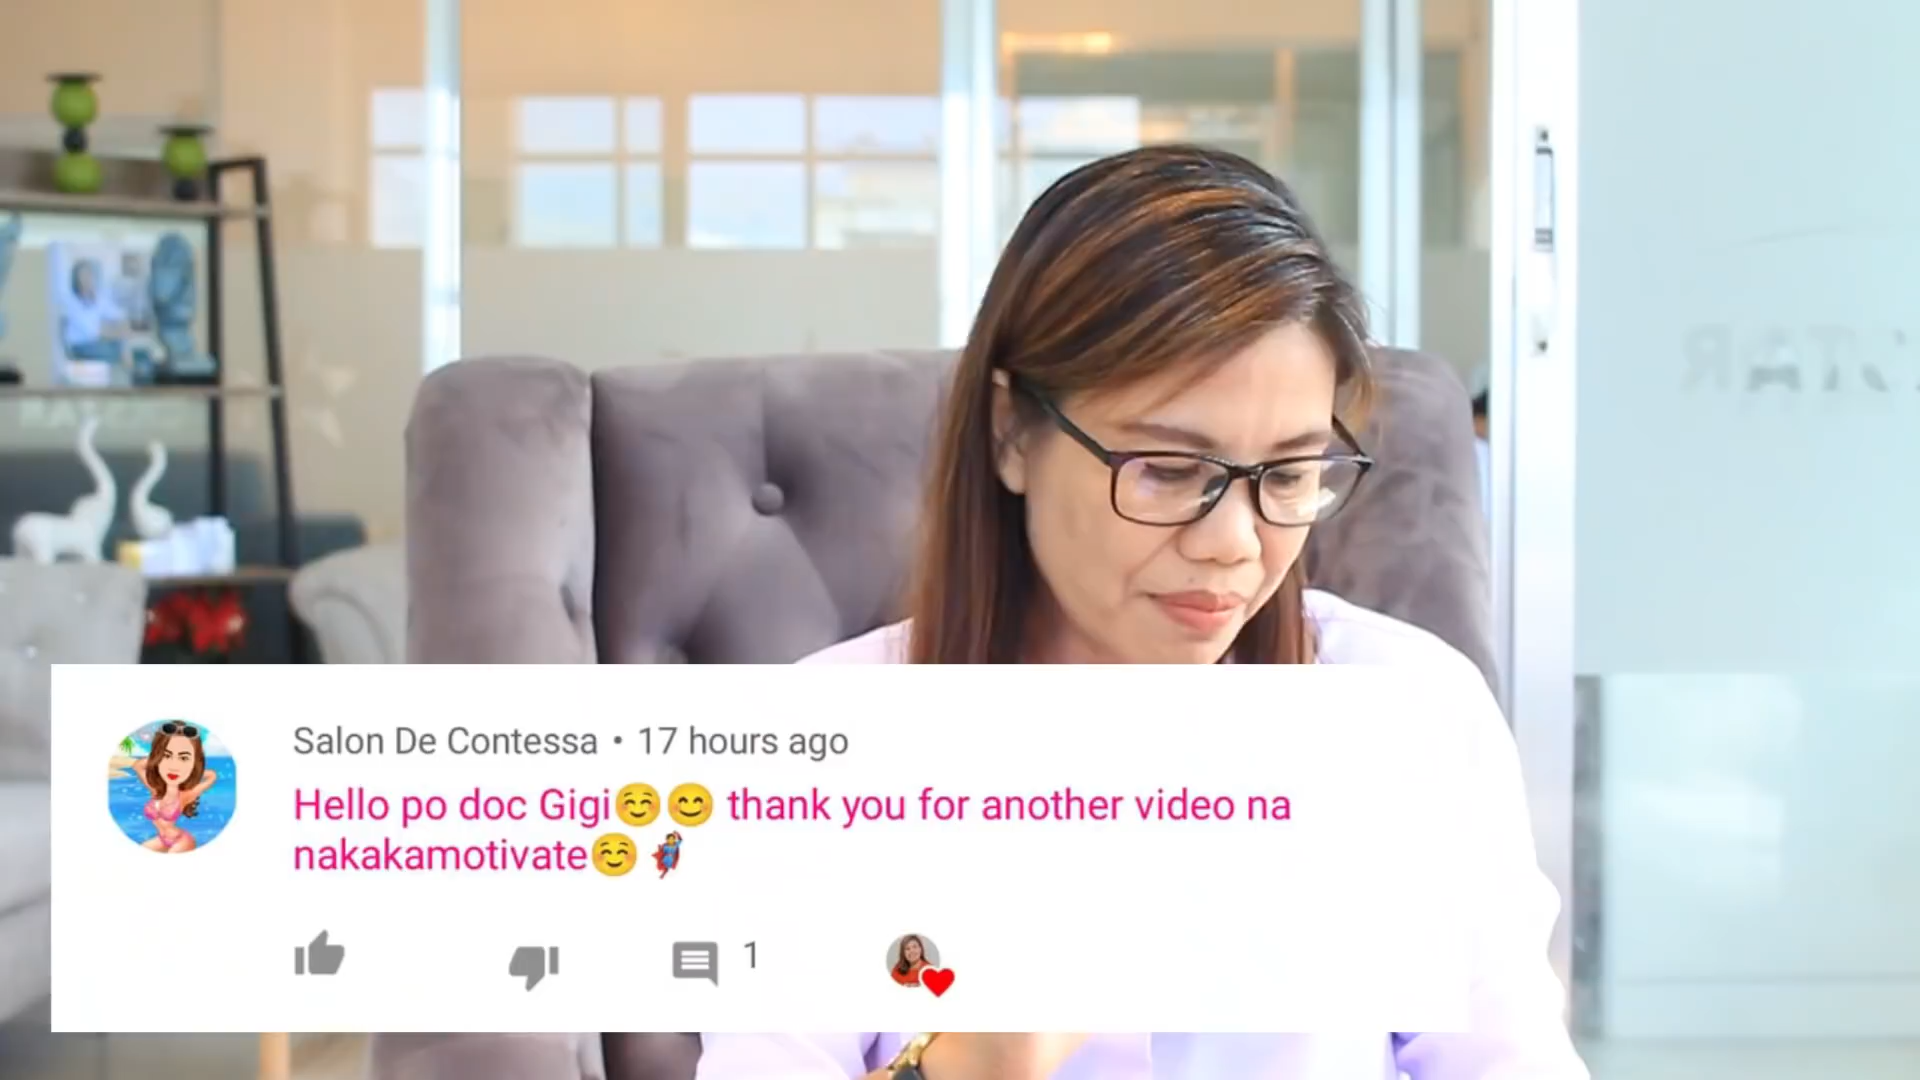 Salon De Contessa • 17 hours ago
Hello po doc Gigi☺️😊 thank you for another video na
nakakamotivate☺️🦸
1